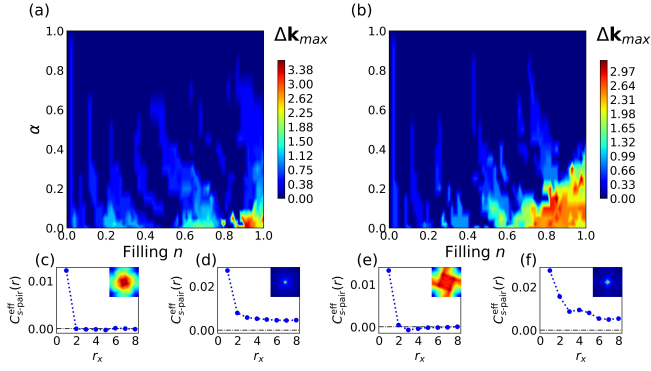 (a)
Δk_max
1.0
0.8
0.6
0.4
0.2
0.0
α
0.0 0.2 0.4 0.6 0.8 1.0
Filling n
3.38
3.00
2.62
2.25
1.88
1.50
1.12
0.75
0.38
0.00
(b)
Δk_max
1.0
0.8
0.6
0.4
0.2
0.0
0.0 0.2 0.4 0.6 0.8 1.0
Filling n
2.97
2.64
2.31
1.98
1.65
1.32
0.99
0.66
0.33
0.00
(c)
C^eff_s-pair(r)
0.01
0.00
0 2 4 6 8
r_x
(d)
C^eff_s-pair(r)
0.02
0.00
0 2 4 6 8
r_x
(e)
C^eff_s-pair(r)
0.01
0.00
0 2 4 6 8
r_x
(f)
C^eff_s-pair(r)
0.02
0.00
0 2 4 6 8
r_x